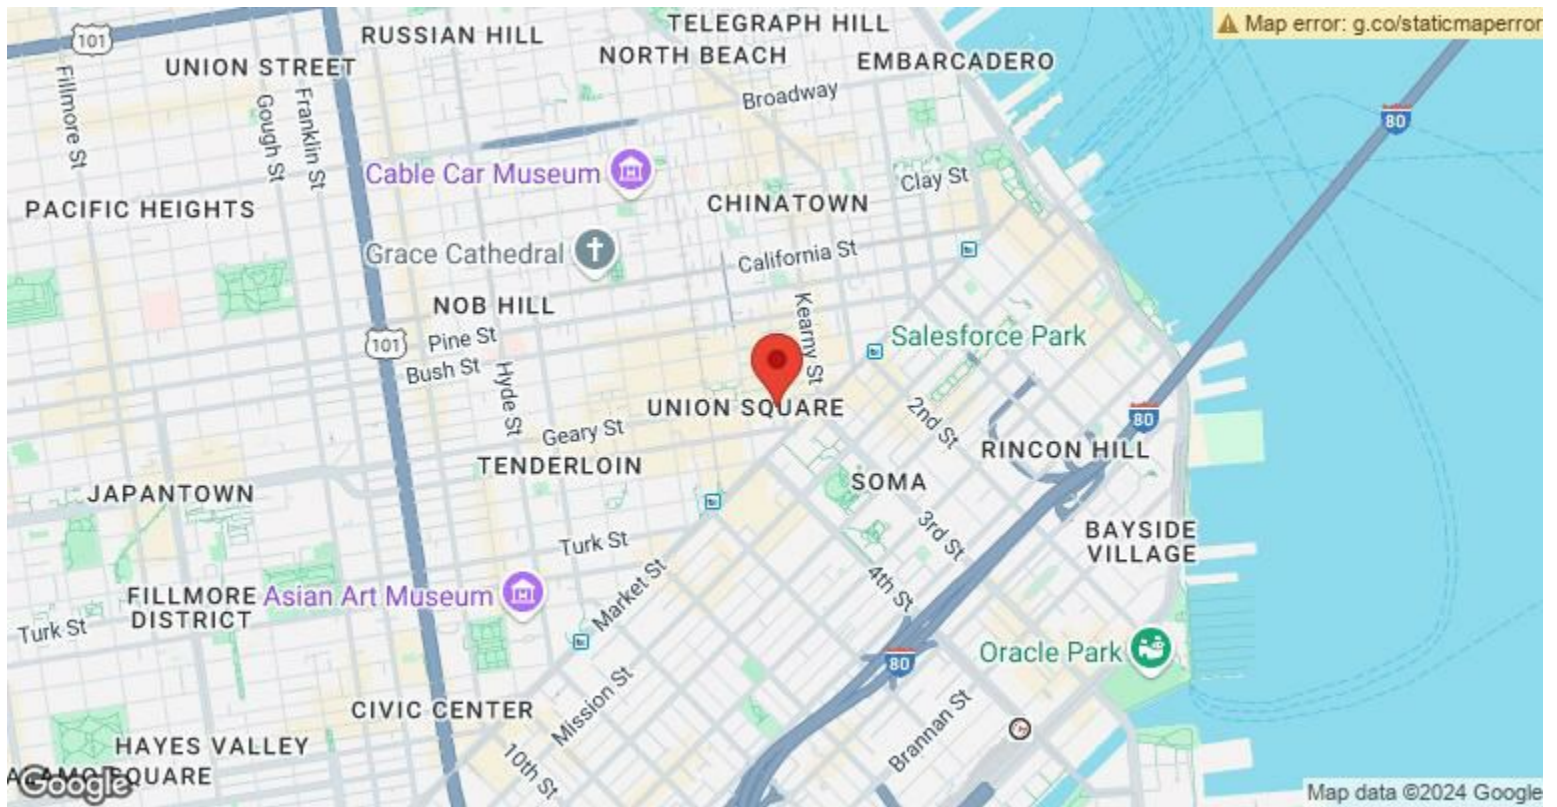 TELEGRAPH HILL
Map error: g.co/staticmaperror
RUSSIAN HILL
101
NORTH BEACH
EMBARCADERO
UNION STREET
Fillmore St
Gough St
Franklin St
Broadway
80
Cable Car Museum
Clay St
PACIFIC HEIGHTS
CHINATOWN
Grace Cathedral
California St
NOB HILL
Kearny St
101
Pine St
Salesforce Park
Bush St
Hyde St
UNION SQUARE
2nd St
80
Geary St
RINCON HILL
TENDERLOIN
SOMA
JAPANTOWN
3rd St
BAYSIDE
VILLAGE
Turk St
4th St
Market St
FILLMORE
DISTRICT
Asian Art Museum
Turk St
Oracle Park
80
Mission St
CIVIC CENTER
Brannan St
HAYES VALLEY
10th St
ALAMO SQUARE
Google
Map data ©2024 Google